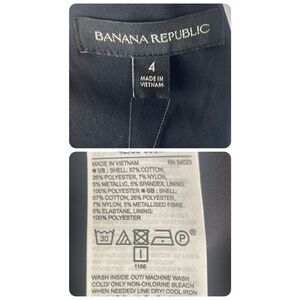 BANANA REPUBLIC
4
MADE IN
VIETNAM
MADE IN VIETNAM RN 54023
■ US : SHELL: 57% COTTON,
26% POLYESTER, 7% NYLON,
5% METALLIC, 5% SPANDEX, LINING:
100% POLYESTER ■ UK : SHELL:
57% COTTON, 26% POLYESTER,
7% NYLON, 5% METALLISED FIBRE,
5% ELASTANE, LINING:
100% POLYESTER
30
P
I
1166
WASH INSIDE OUT/ MACHINE WASH
COLD/ ONLY NON-CHLORINE BLEACH
WHEN NEEDED/ LINE DRY/ COOL IRON